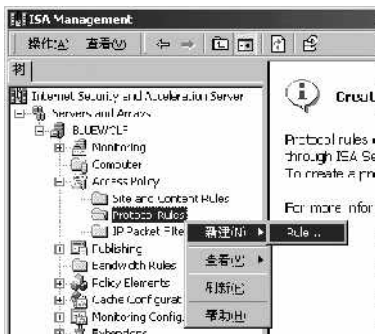 ISA Management
操作(A) 查看(V)
树
Internet Security and Acceleration Server
Servers and Arrays
BLUEWOLF
Monitoring
Computer
Access Policy
Site and Content Rules
Protocol Rules
IP Packet Filte
Publishing
Bandwidth Rules
Policy Elements
Cache Configurat
Monitoring Config
Extensions
新建(N)
Rule...
查看(V)
刷新(F)
帮助(H)
Creat
Protocol rules
through ISA Se
To create a pr
For more infor